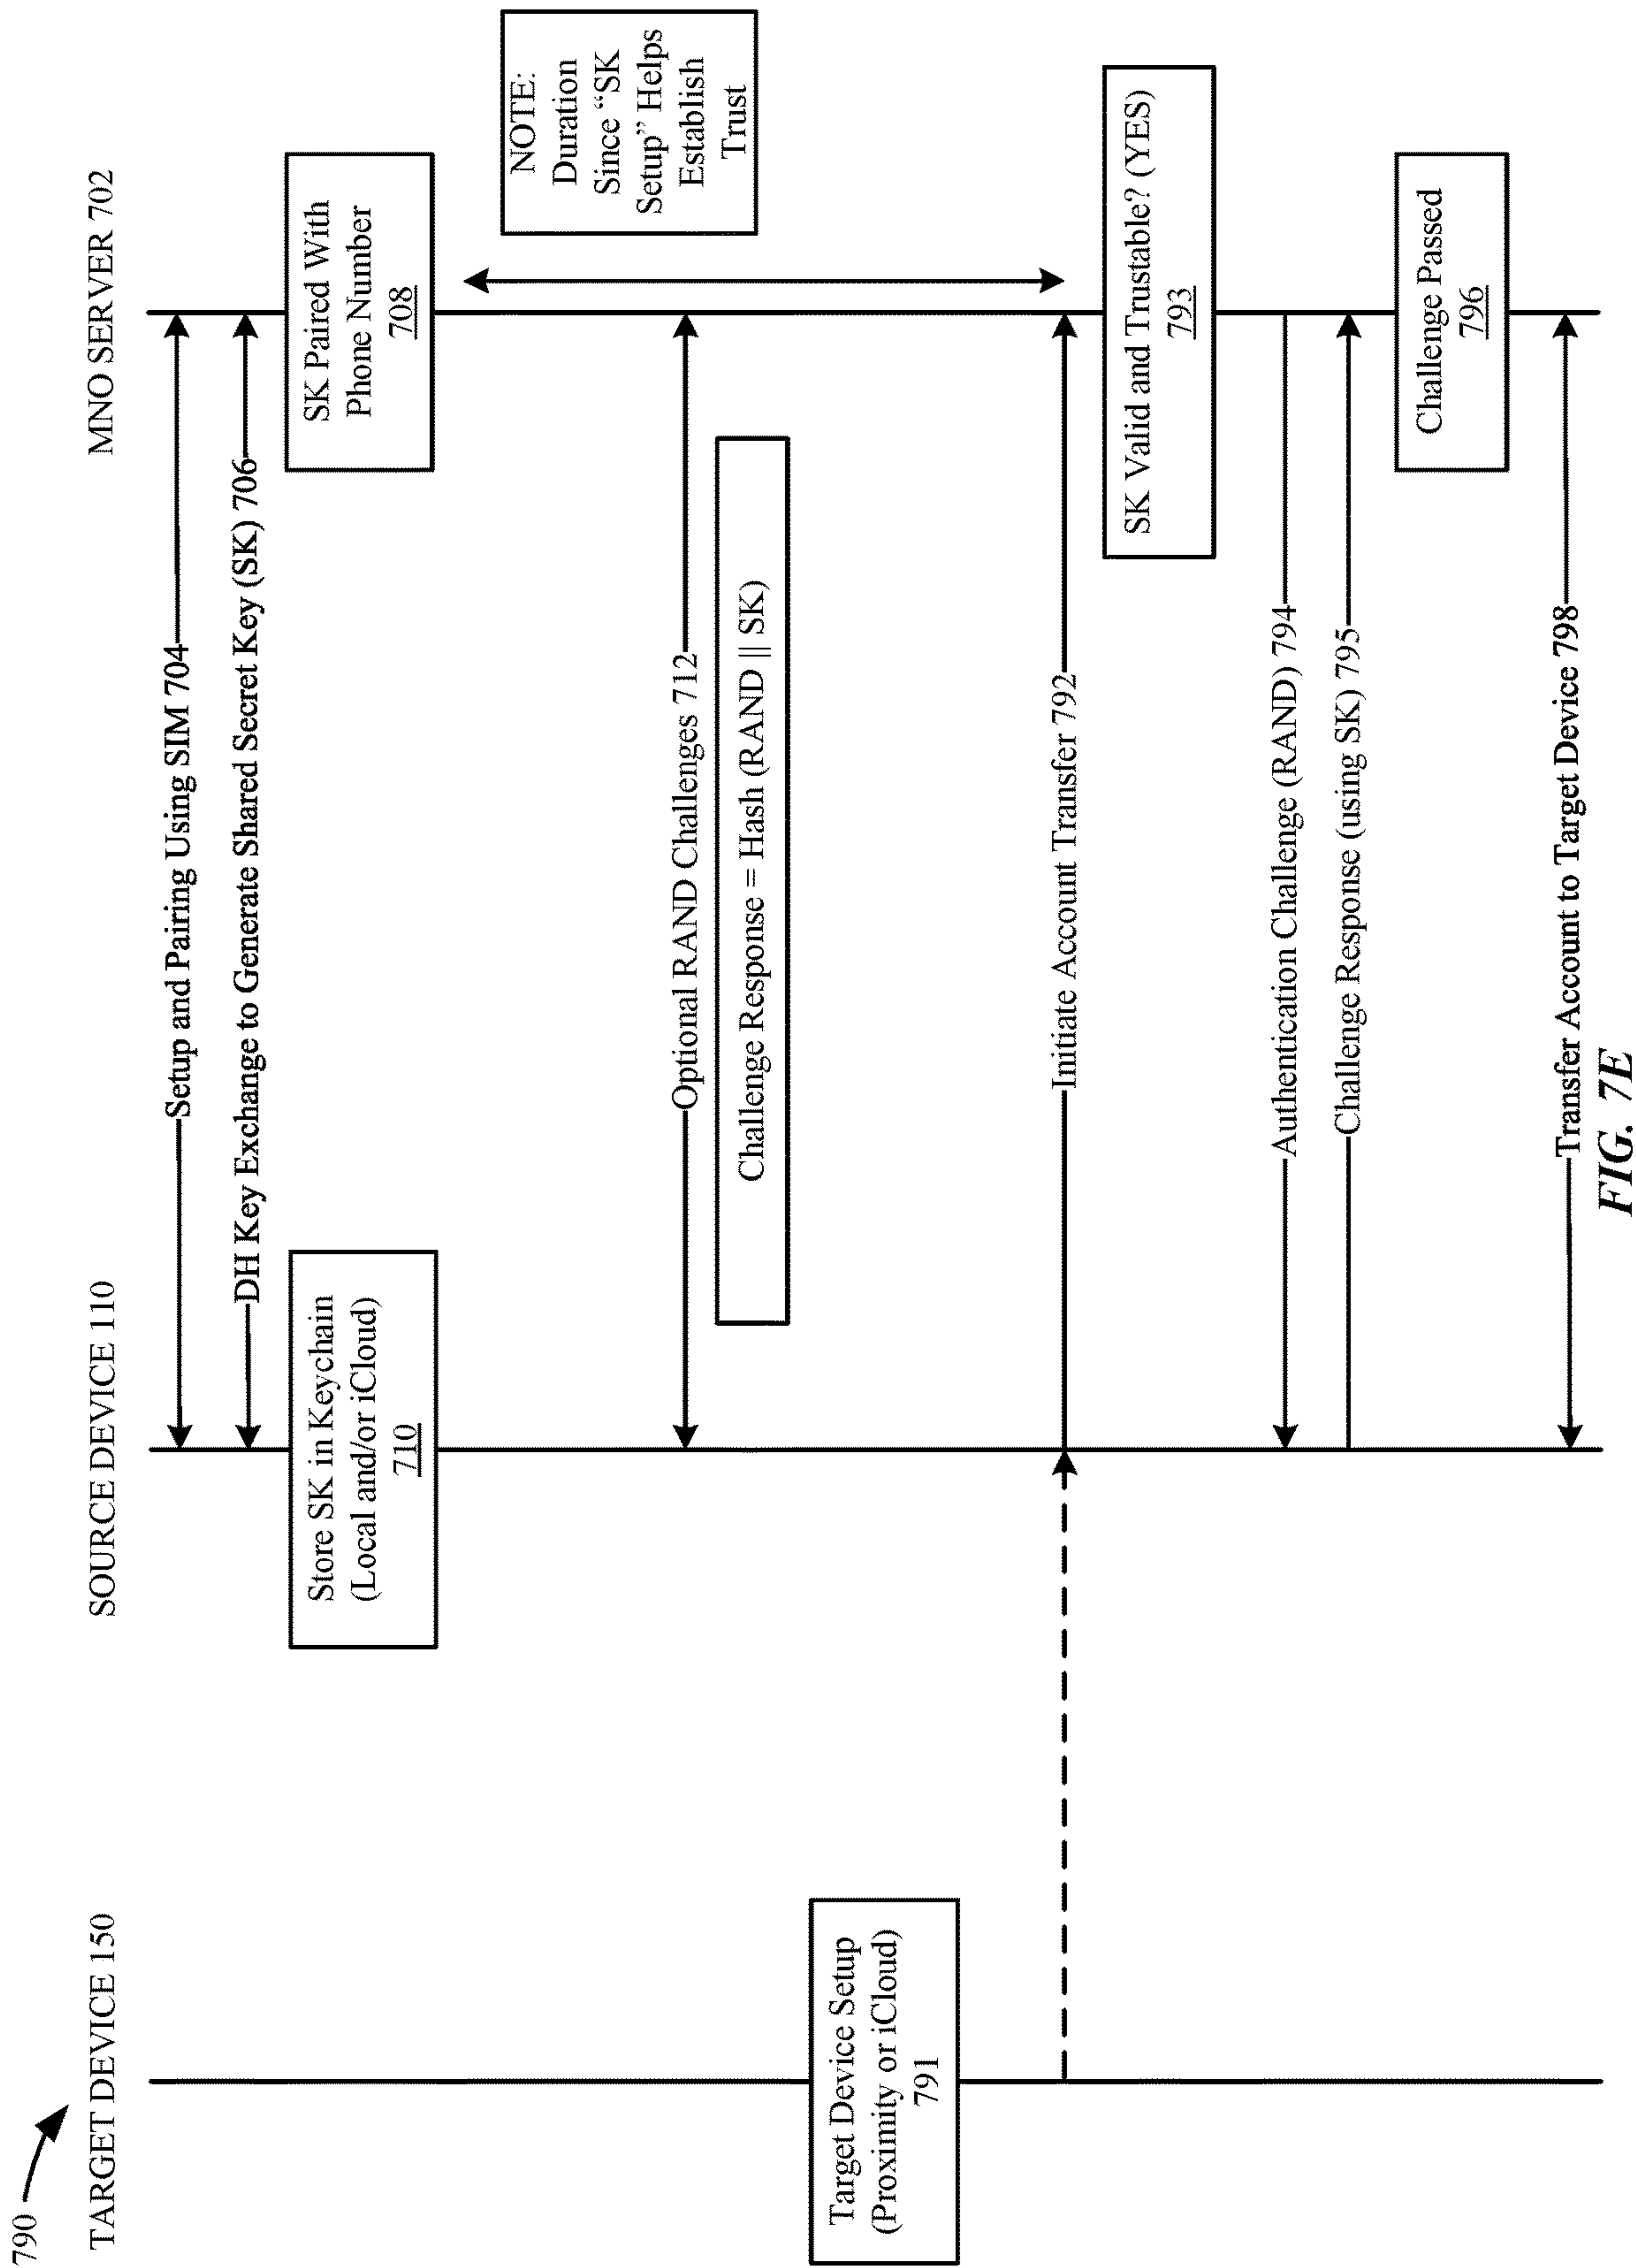 790
TARGET DEVICE 150
SOURCE DEVICE 110
MNO SERVER 702
Setup and Pairing Using SIM 704
DH Key Exchange to Generate Shared Secret Key (SK) 706
Store SK in Keychain
(Local and/or iCloud)
710
SK Paired With
Phone Number
708
NOTE:
Duration
Since “SK
Setup” Helps
Establish
Trust
Optional RAND Challenges 712
Challenge Response = Hash (RAND || SK)
Target Device Setup
(Proximity or iCloud)
791
Initiate Account Transfer 792
SK Valid and Trustable? (YES)
793
Authentication Challenge (RAND) 794
Challenge Response (using SK) 795
Challenge Passed
796
Transfer Account to Target Device 798
FIG. 7E